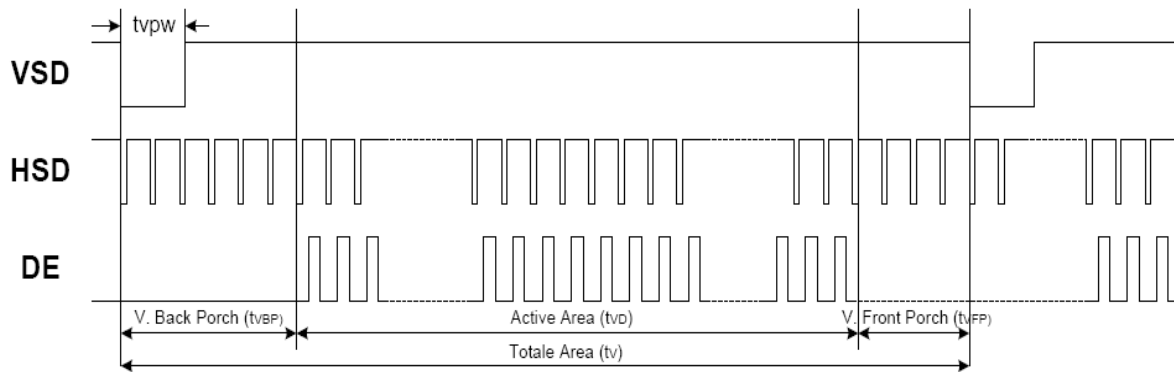 tvpw
VSD
HSD
DE
V. Back Porch (tVBP)
Active Area (tVD)
V. Front Porch (tVFP)
Totale Area (tV)